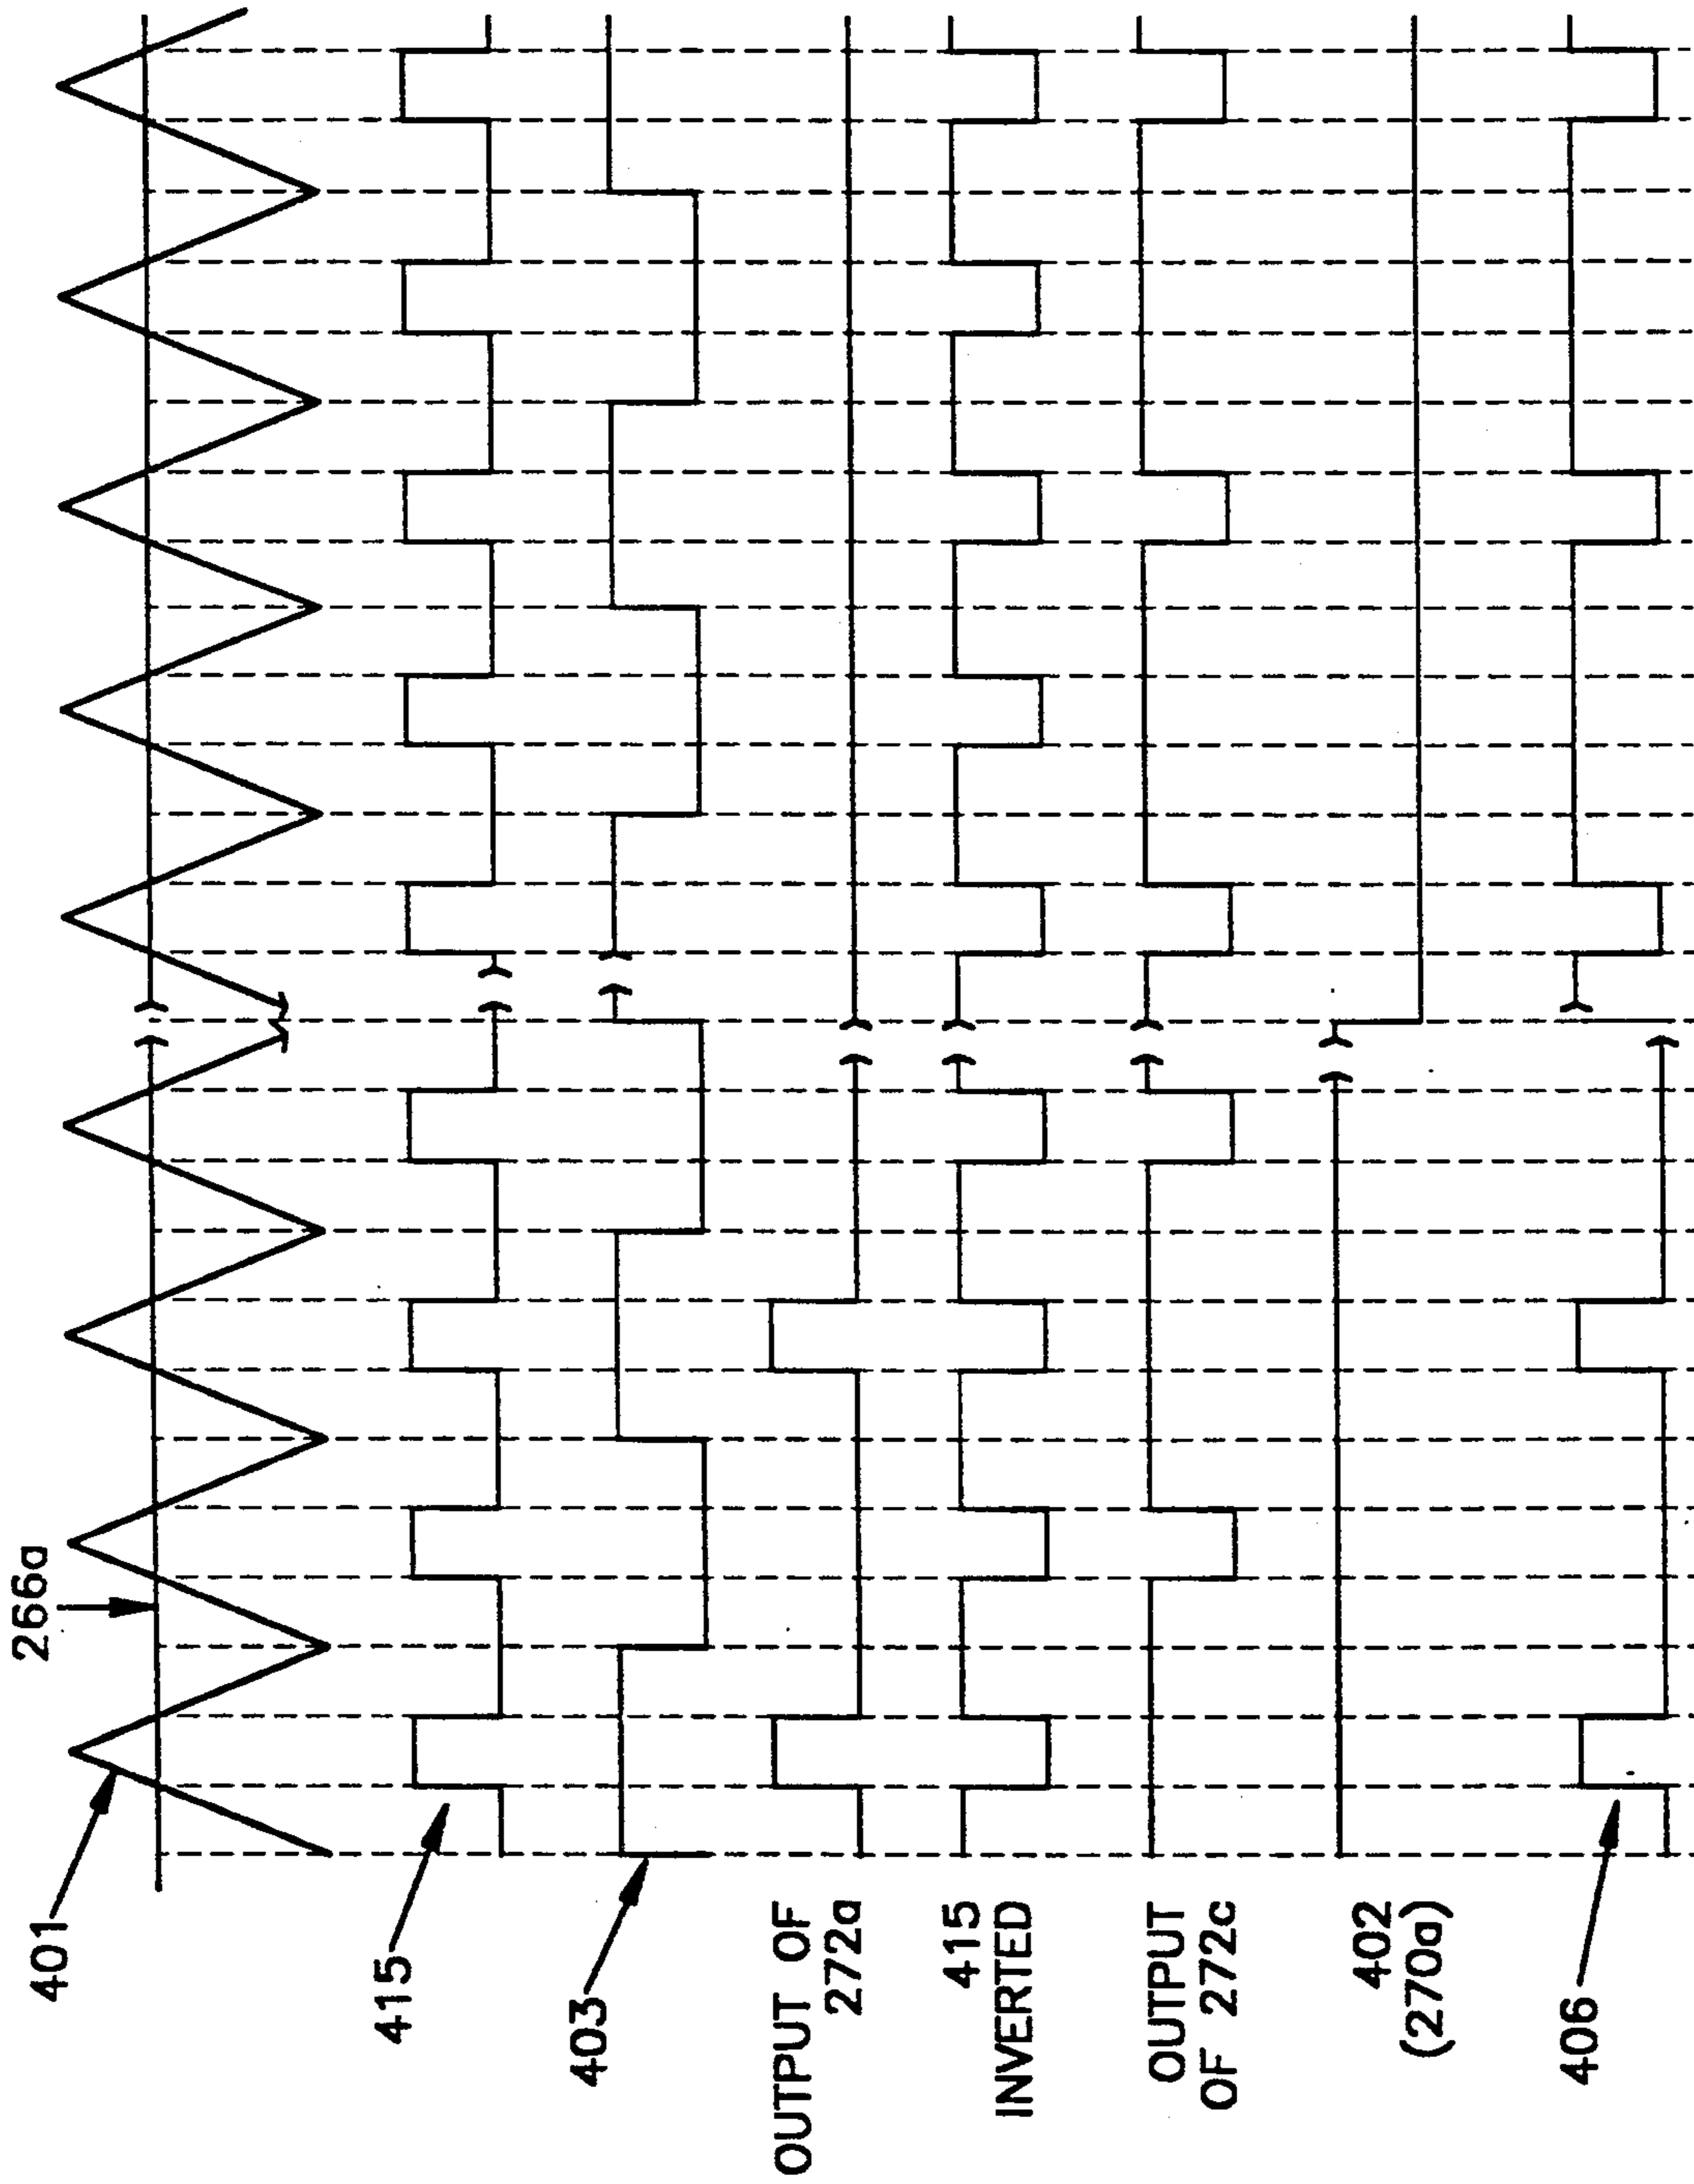 266a
401
415
403
OUTPUT OF
272a
415
INVERTED
OUTPUT
OF 272c
402
(270a)
406